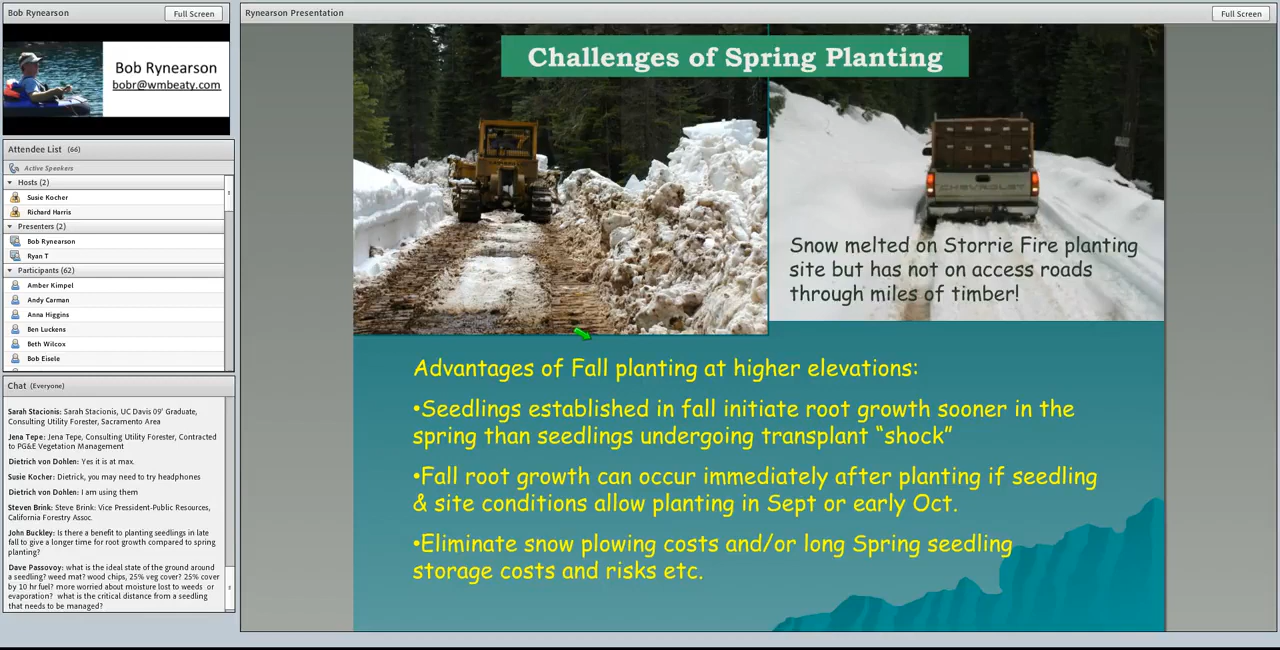 Bob Rynearson
Full Screen
Bob Rynearson
bobr@wmbeaty.com
Attendee List (66)
Active Speakers
Hosts (2)
Susie Kocher
Richard Harris
Presenters (2)
Bob Rynearson
Ryan T
Participants (62)
Amber Kimpel
Andy Carman
Anna Higgins
Ben Luckens
Beth Wilcox
Bob Eisele
Chat (Everyone)
Sarah Stacionis: Sarah Stacionis, UC Davis 09' Graduate,
Consulting Utility Forester, Sacramento Area
Jena Tepe: Jena Tepe, Consulting Utility Forester, Contracted
to PG&E Vegetation Management
Dietrich von Dohlen: Yes it is at max.
Susie Kocher: Dietrick, you may need to try headphones
Dietrich von Dohlen: I am using them
Steven Brink: Steve Brink: Vice President-Public Resources,
California Forestry Assoc.
John Buckley: Is there a benefit to planting seedlings in late
fall to give a longer time for root growth compared to spring
planting?
Dave Passovoy: what is the ideal state of the ground around
a seedling? weed mat? wood chips, 25% veg cover? 25% cover
by 10 hr fuel? more worried about moisture lost to weeds or
evaporation? what is the critical distance from a seedling
that needs to be managed?
Rynearson Presentation
Full Screen
Challenges of Spring Planting
CHEVROLET
Snow melted on Storrie Fire planting
site but has not on access roads
through miles of timber!
Advantages of Fall planting at higher elevations:
•Seedlings established in fall initiate root growth sooner in the
spring than seedlings undergoing transplant “shock”
•Fall root growth can occur immediately after planting if seedling
& site conditions allow planting in Sept or early Oct.
•Eliminate snow plowing costs and/or long Spring seedling
storage costs and risks etc.